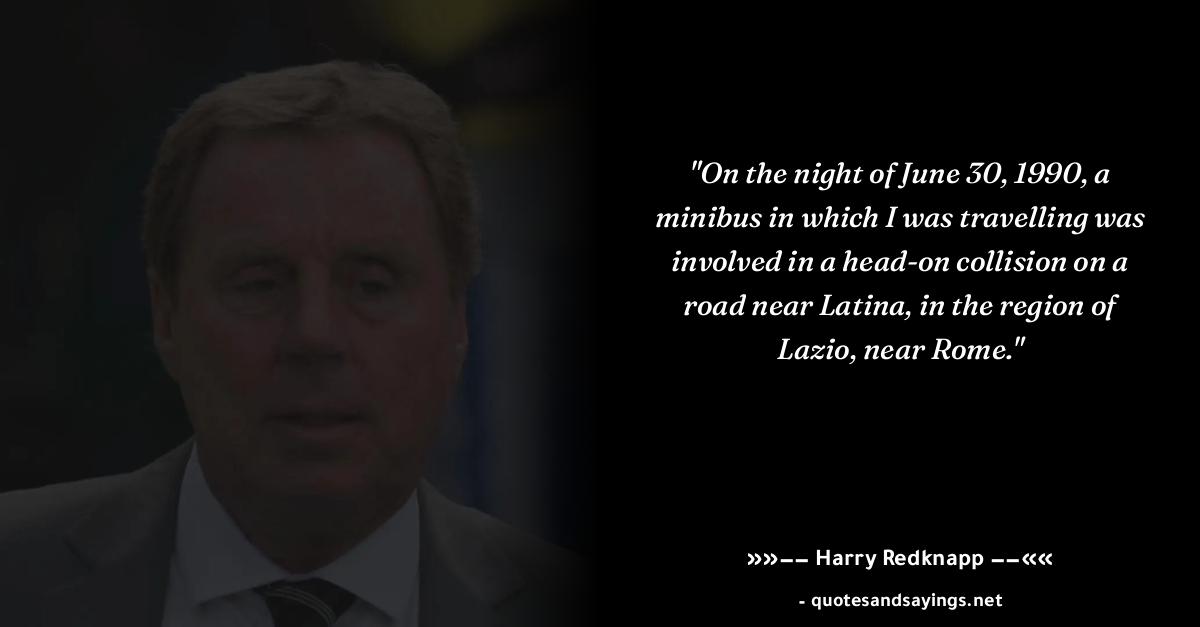 "On the night of June 30, 1990, a
minibus in which I was travelling was
involved in a head-on collision on a
road near Latina, in the region of
Lazio, near Rome."
»»−− Harry Redknapp −−««
- quotesandsayings.net